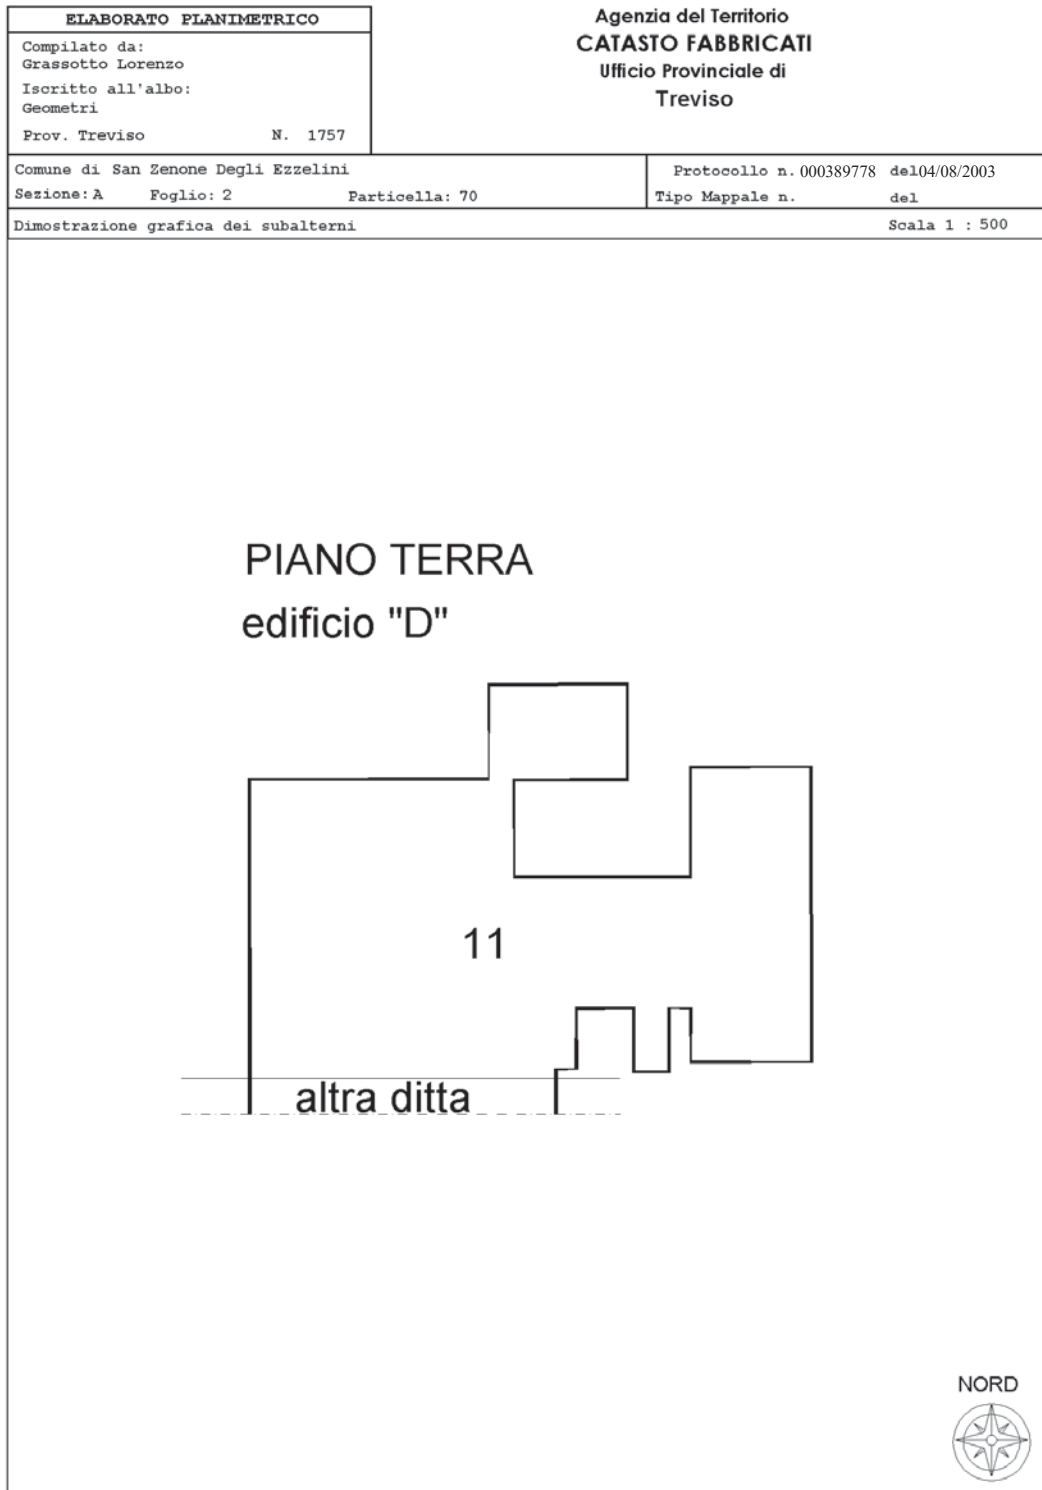 ELABORATO PLANIMETRICO
Compilato da:
Grassotto Lorenzo
Iscritto all'albo:
Geometri
Prov. Treviso N. 1757
Agenzia del Territorio
CATASTO FABBRICATI
Ufficio Provinciale di
Treviso
Comune di San Zenone Degli Ezzelini
Sezione: A Foglio: 2 Particella: 70
Protocollo n. 000389778 del 04/08/2003
Tipo Mappale n. del
Dimostrazione grafica dei subalterni Scala 1 : 500
PIANO TERRA
edificio "D"
11
altra ditta
NORD